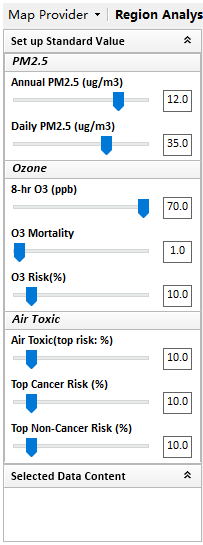 Map Provider Region Analys
Set up Standard Value
PM2.5
Annual PM2.5 (ug/m3)
12.0
Daily PM2.5 (ug/m3)
35.0
Ozone
8-hr O3 (ppb)
70.0
O3 Mortality
1.0
O3 Risk(%)
10.0
Air Toxic
Air Toxic(top risk: %)
10.0
Top Cancer Risk (%)
10.0
Top Non-Cancer Risk (%)
10.0
Selected Data Content